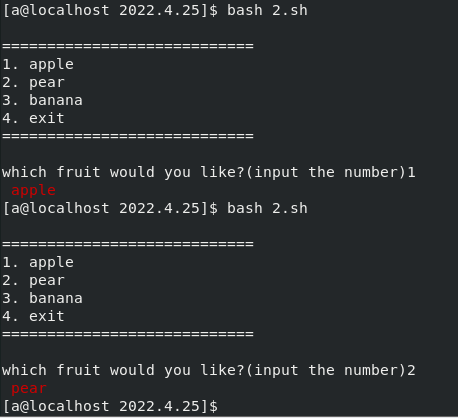 [a@localhost 2022.4.25]$ bash 2.sh
============================
1. apple
2. pear
3. banana
4. exit
============================
which fruit would you like?(input the number)1
apple
[a@localhost 2022.4.25]$ bash 2.sh
============================
1. apple
2. pear
3. banana
4. exit
============================
which fruit would you like?(input the number)2
pear
[a@localhost 2022.4.25]$